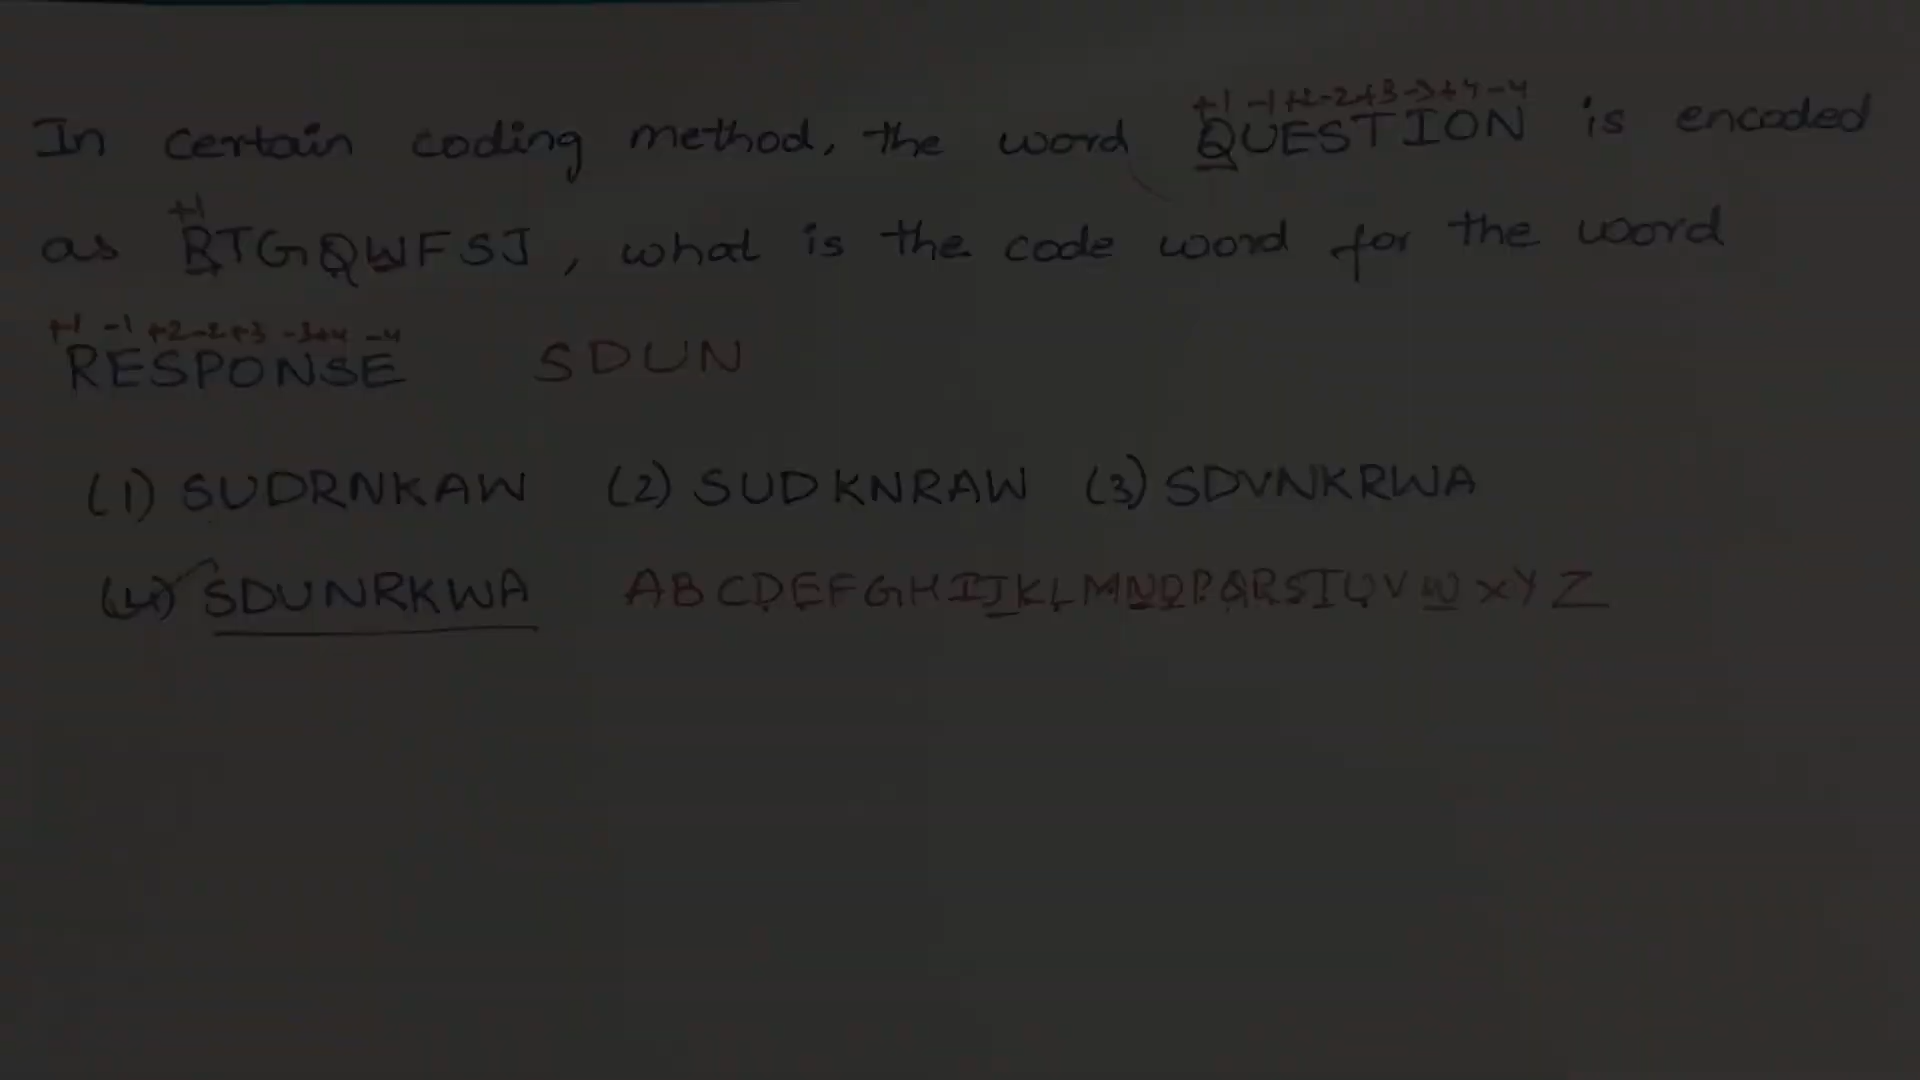 +1 -1 +2 -2 +3 -3 +4 -4
In certain coding method, the word QUESTION is encoded
+1
as RTGQWFSJ, what is the code word for the word
+1 -1 +2 -2 +3 -3 +4 -4
RESPONSE SDUN
(1) SUDRNKAW (2) SUDKNRAW (3) SDVNKRWA
(4) SDUNRKWA ABCDEFGHIJKLMNOPQRSTUVWXYZ